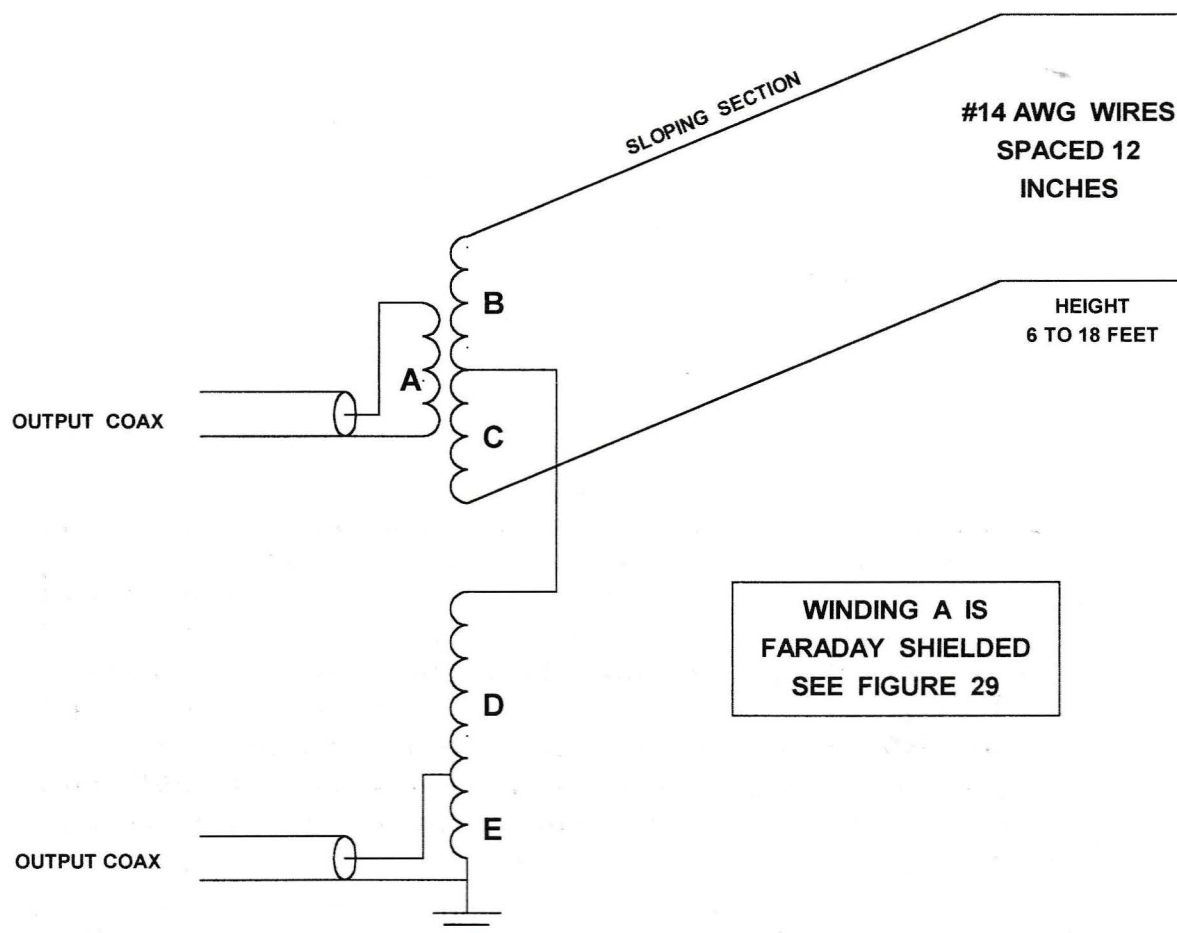 SLOPING SECTION
#14 AWG WIRES
SPACED 12
INCHES
B
HEIGHT
6 TO 18 FEET
A
OUTPUT COAX
C
WINDING A IS
FARADAY SHIELDED
SEE FIGURE 29
D
E
OUTPUT COAX